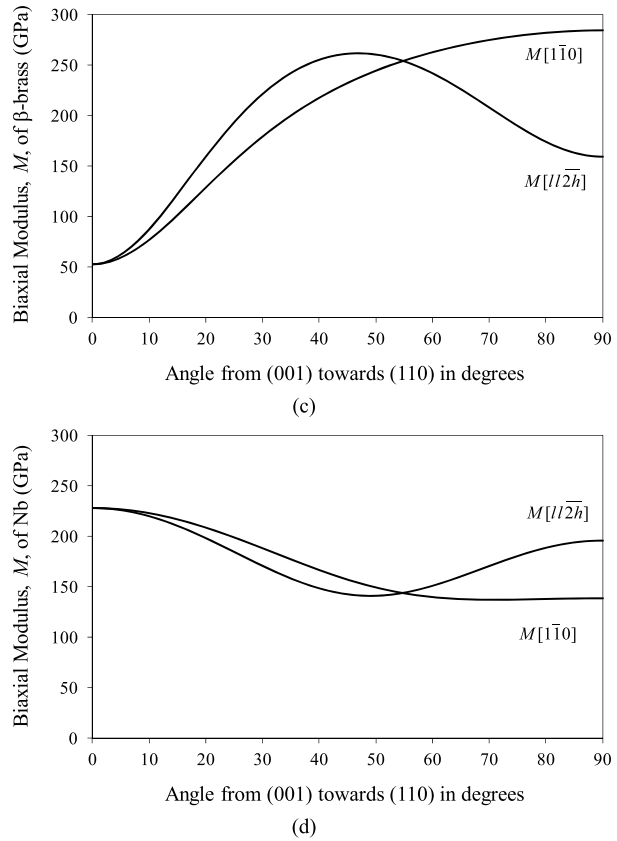 300
250
200
150
100
50
0
Biaxial Modulus, M, of β-brass (GPa)
M[11̅0]
M[ll2̅h̅]
0 10 20 30 40 50 60 70 80 90
Angle from (001) towards (110) in degrees
(c)
300
250
200
150
100
50
0
Biaxial Modulus, M, of Nb (GPa)
M[ll2̅h̅]
M[11̅0]
0 10 20 30 40 50 60 70 80 90
Angle from (001) towards (110) in degrees
(d)